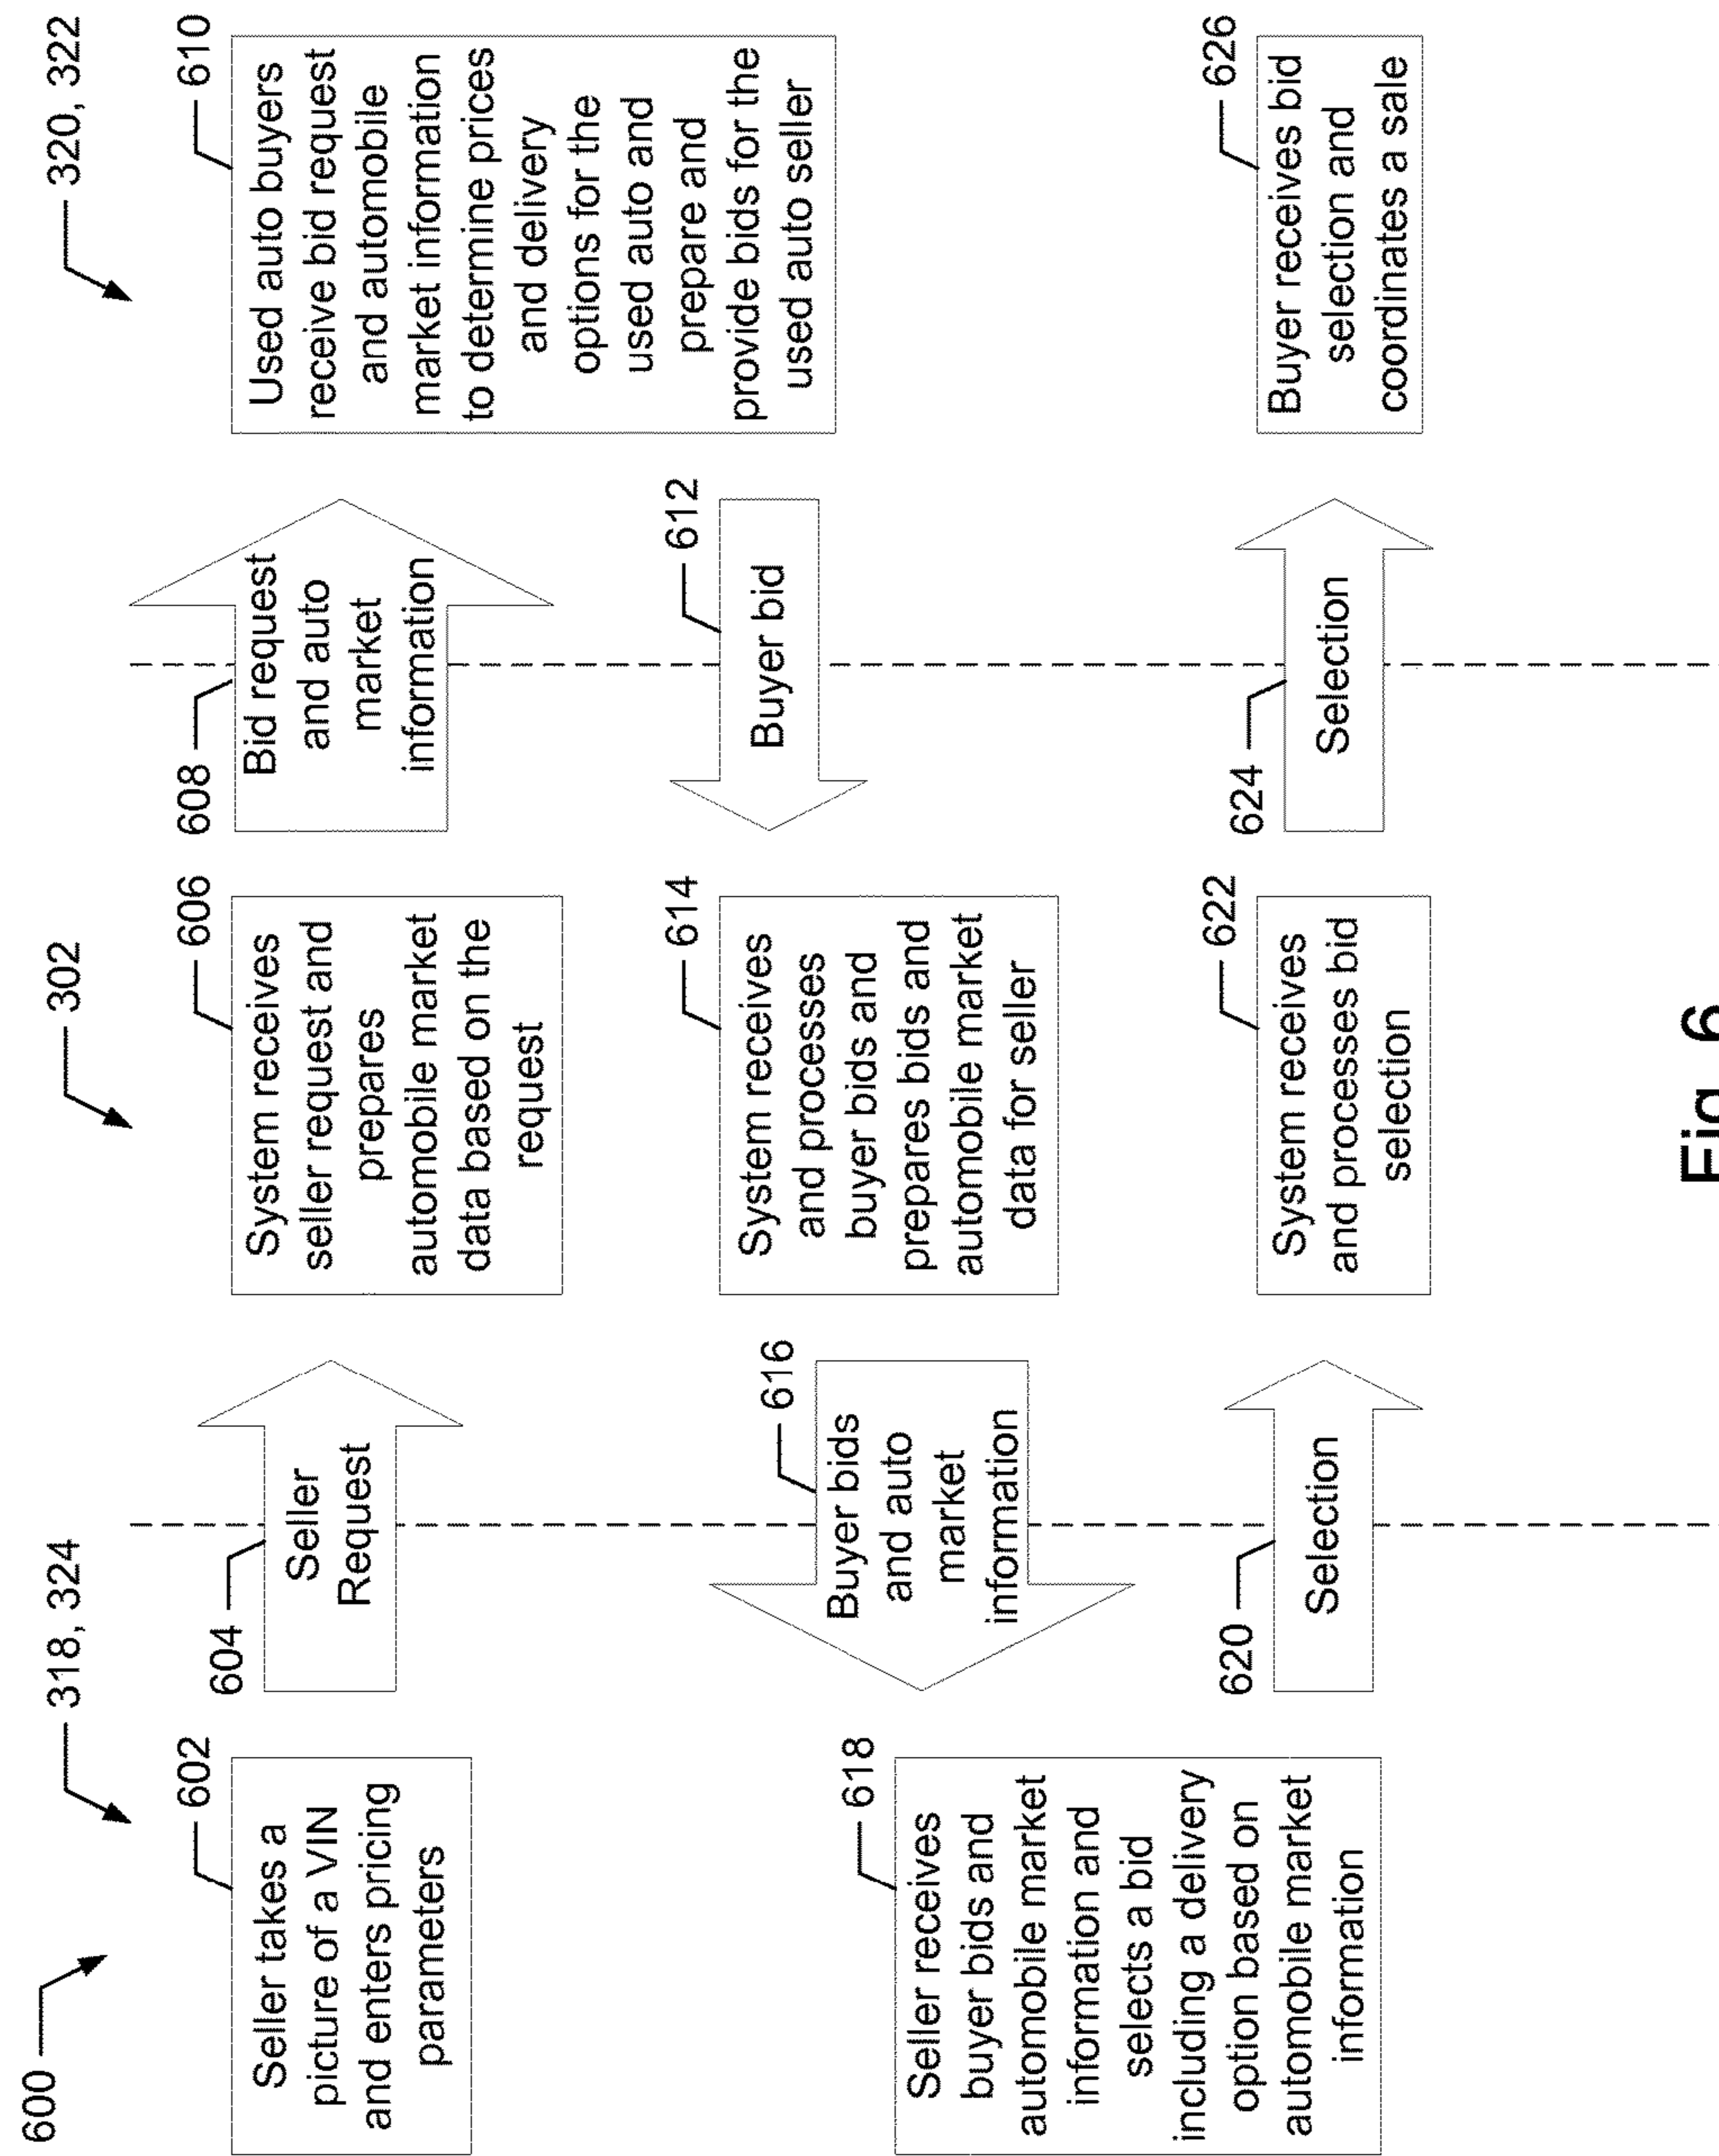 600
318, 324
302
320, 322
602
Seller takes a
picture of a VIN
and enters pricing
parameters
604
Seller
Request
606
System receives
seller request and
prepares
automobile market
data based on the
request
608
Bid request
and auto
market
information
610
Used auto buyers
receive bid request
and automobile
market information
to determine prices
and delivery
options for the
used auto and
prepare and
provide bids for the
used auto seller
612
Buyer bid
614
System receives
and processes
buyer bids and
prepares bids and
automobile market
data for seller
616
Buyer bids
and auto
market
information
618
Seller receives
buyer bids and
automobile market
information and
selects a bid
including a delivery
option based on
automobile market
information
620
Selection
622
System receives
and processes bid
selection
624
Selection
626
Buyer receives bid
selection and
coordinates a sale
Fig. 6